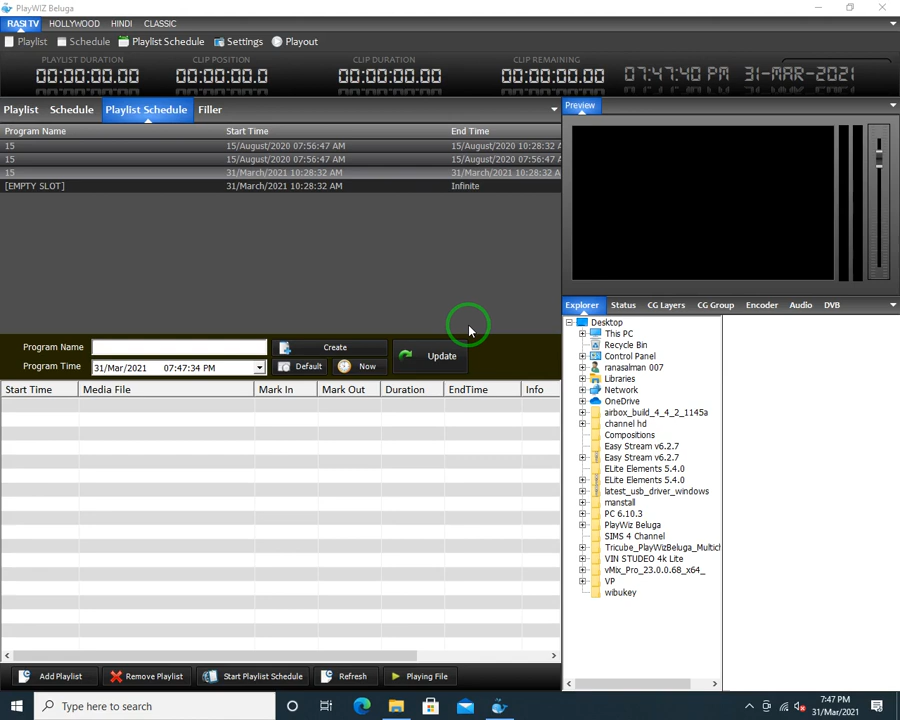 PlayWIZ Beluga
RASI TV HOLLYWOOD HINDI CLASSIC
Playlist Schedule Playlist Schedule Settings Playout
PLAYLIST DURATION CLIP POSITION CLIP DURATION CLIP REMAINING
00:00:00.00 00:00:00.0 00:00:00.00 00:00:00.00 07:47:40 PM 31-MAR-2021
Playlist Schedule Playlist Schedule Filler Preview
Program Name Start Time End Time
15 15/August/2020 07:56:47 AM 15/August/2020 10:28:32 A
15/August/2020 07:56:47 AM 15/August/2020 07:56:47 A
15 31/March/2021 10:28:32 AM 31/March/2021 10:28:32 A
[EMPTY SLOT] 31/March/2021 10:28:32 AM Infinite
Explorer Status CG Layers CG Group Encoder Audio DVB
Program Name Create
Program Time 31/Mar/2021 07:47:34 PM Default Now Update
Start Time Media File Mark In Mark Out Duration EndTime Info
Desktop
This PC
Recycle Bin
Control Panel
ranasalman 007
Libraries
Network
OneDrive
airbox_build_4_4_2_1145a
channel hd
Compositions
Easy Stream v6.2.7
Easy Stream v6.2.7
ELite Elements 5.4.0
ELite Elements 5.4.0
latest_usb_driver_windows
manstall
PC 6.10.3
PlayWiz Beluga
SIMS 4 Channel
Tricube_PlayWizBeluga_Multich
VIN STUDEO 4k Lite
vMix_Pro_23.0.0.68_x64_
VP
wibukey
Add Playlist Remove Playlist Start Playlist Schedule Refresh Playing File
Type here to search
7:47 PM
31/Mar/2021